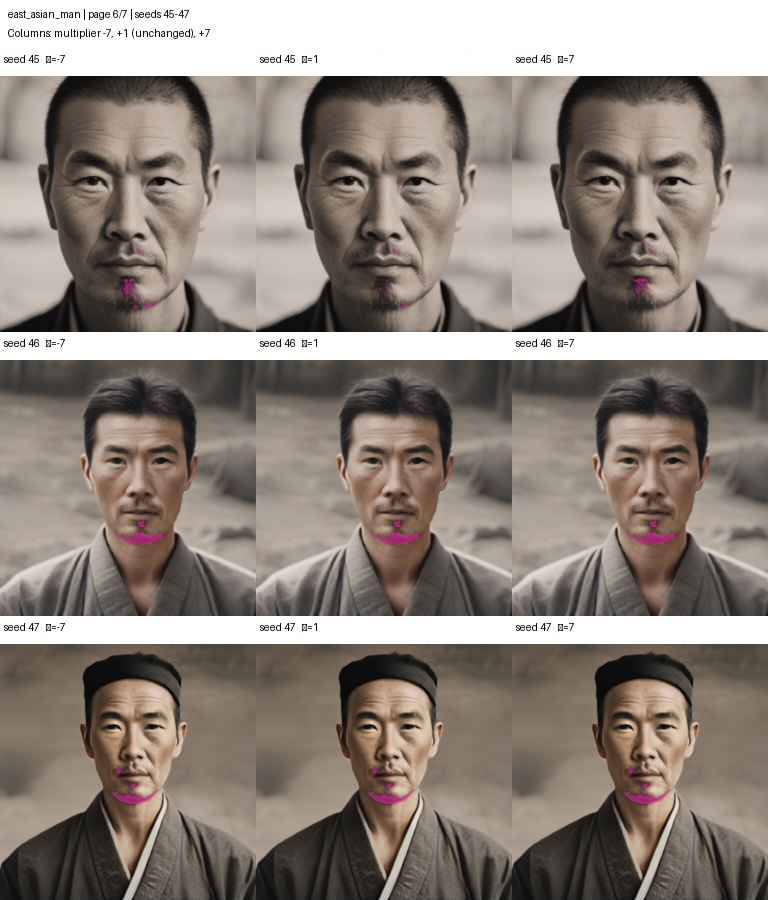 east_asian_man | page 6/7 | seeds 45-47
Columns: multiplier -7, +1 (unchanged), +7
seed 45 □=-7
seed 45 □=1
seed 45 □=7
seed 46 □=-7
seed 46 □=1
seed 46 □=7
seed 47 □=-7
seed 47 □=1
seed 47 □=7